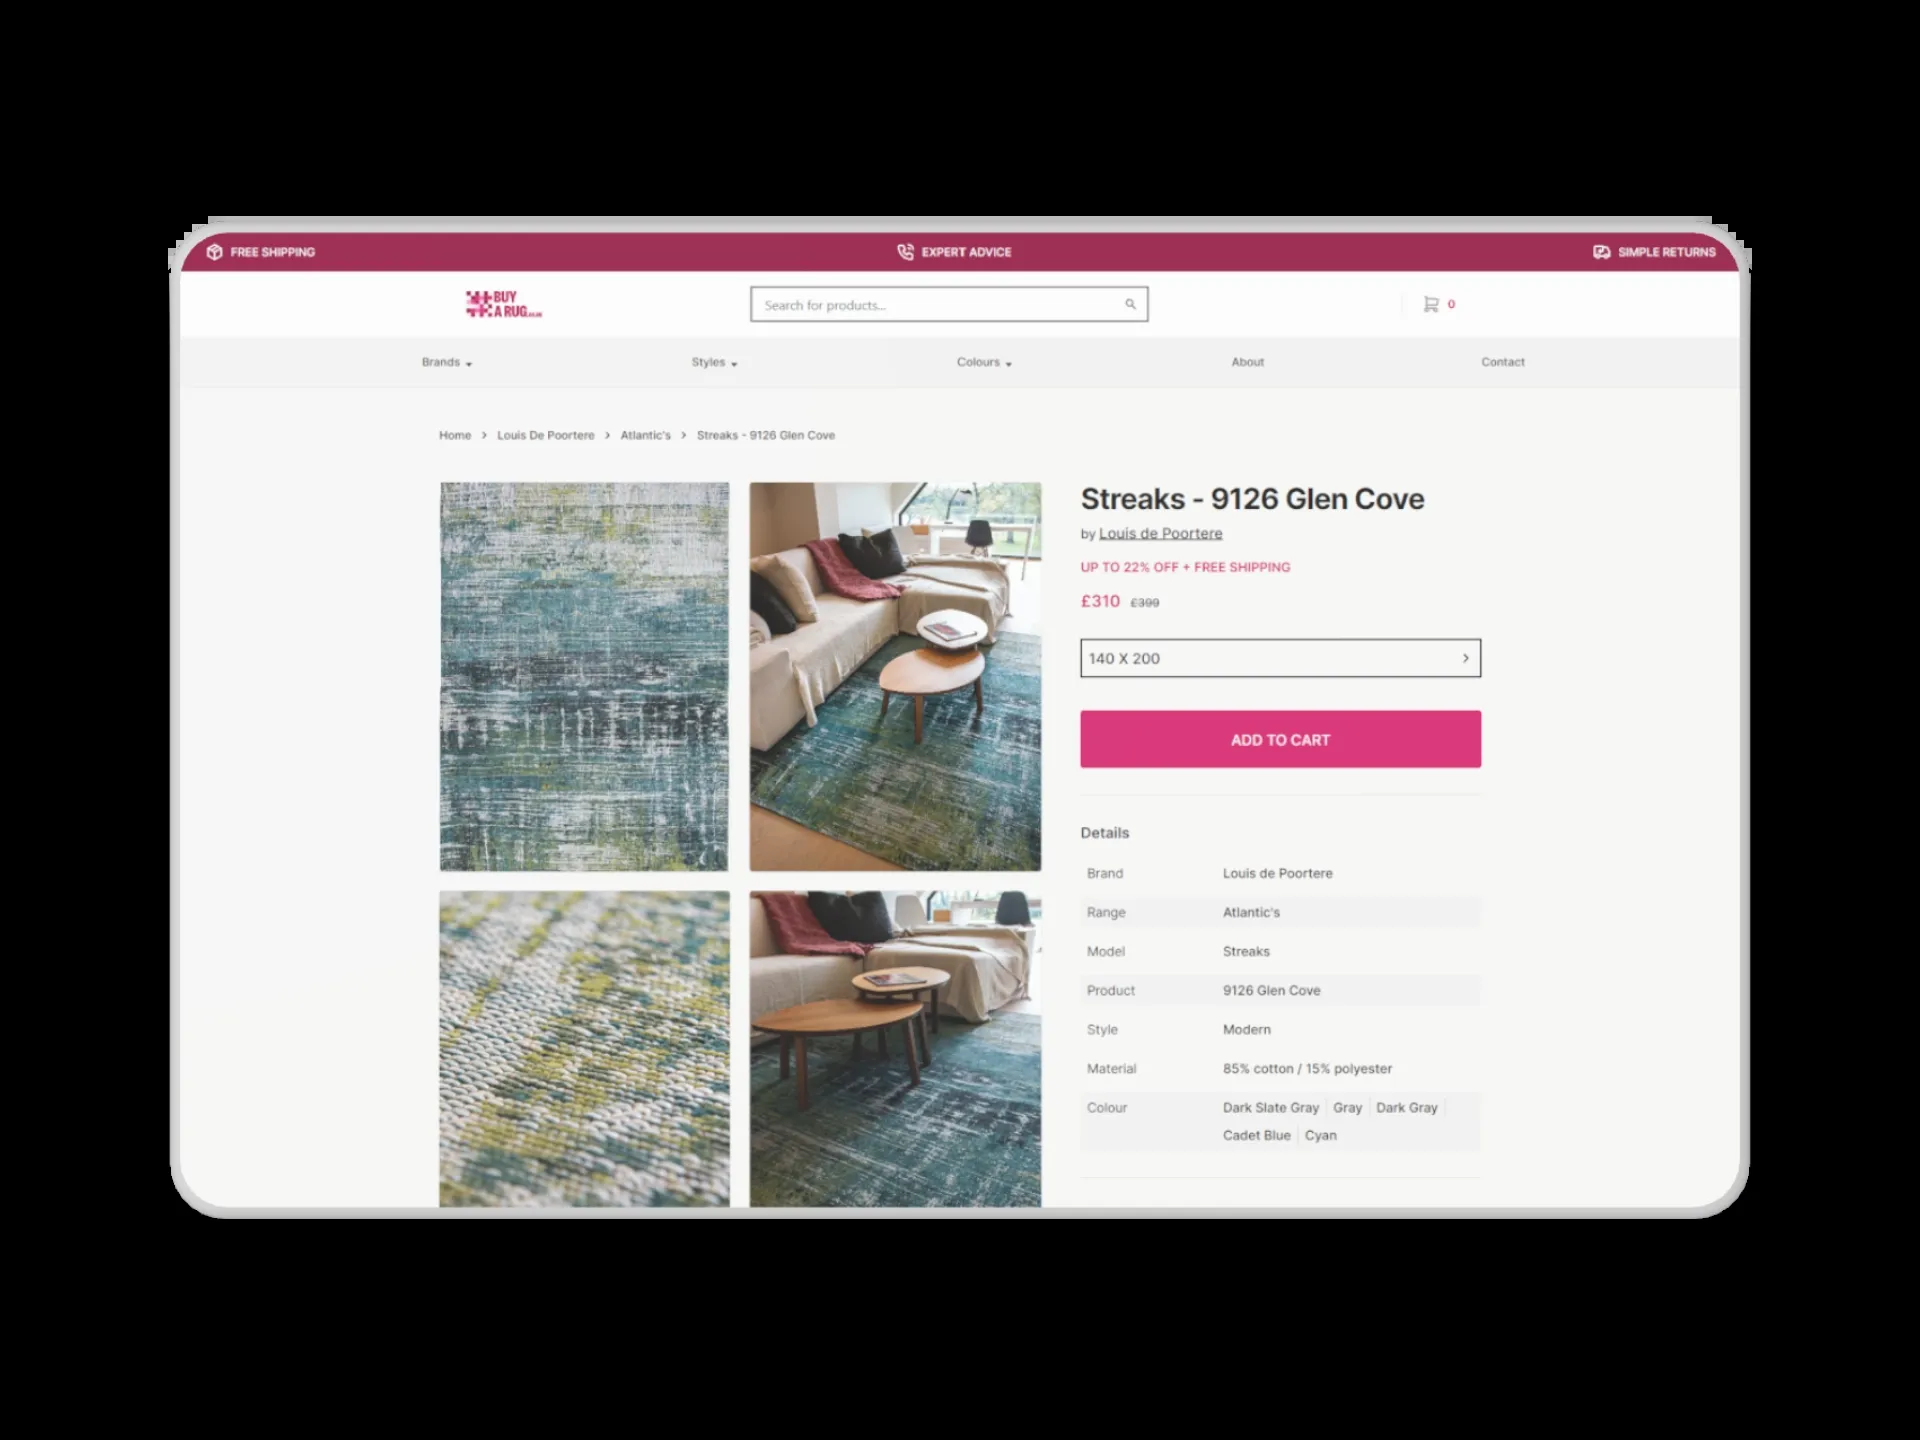 FREE SHIPPING
EXPERT ADVICE
SIMPLE RETURNS
BUY
A RUG
Search for products...
0
Brands
Styles
Colours
About
Contact
Home > Louis De Poortere > Atlantic's > Streaks - 9126 Glen Cove
Streaks - 9126 Glen Cove
by Louis de Poortere
UP TO 22% OFF + FREE SHIPPING
£310 £399
140 X 200
ADD TO CART
Details
Brand Louis de Poortere
Range Atlantic's
Model Streaks
Product 9126 Glen Cove
Style Modern
Material 85% cotton / 15% polyester
Colour Dark Slate Gray Gray Dark Gray
Cadet Blue Cyan